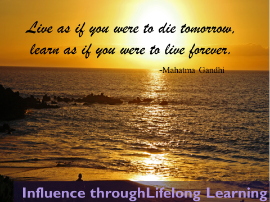 Live as if you were to die tomorrow,
learn as if you were to live forever.
-Mahatma Gandhi
Influence throughLifelong Learning